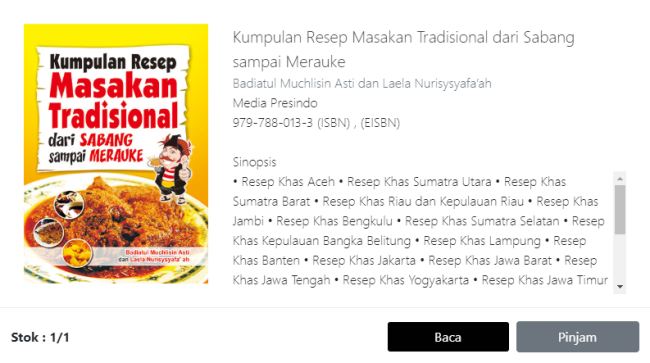 Kumpulan Resep
Masakan
Tradisional
dari SABANG
sampai MERAUKE
Badiatul Muchlisin Asti
dan Laela Nurisysyafa'ah
Kumpulan Resep Masakan Tradisional dari Sabang
sampai Merauke
Badiatul Muchlisin Asti dan Laela Nurisysyafa'ah
Media Presindo
979-788-013-3 (ISBN) , (EISBN)
Sinopsis
• Resep Khas Aceh • Resep Khas Sumatra Utara • Resep Khas
Sumatra Barat • Resep Khas Riau dan Kepulauan Riau • Resep Khas
Jambi • Resep Khas Bengkulu • Resep Khas Sumatra Selatan • Resep
Khas Kepulauan Bangka Belitung • Resep Khas Lampung • Resep
Khas Banten • Resep Khas Jakarta • Resep Khas Jawa Barat • Resep
Khas Jawa Tengah • Resep Khas Yogyakarta • Resep Khas Jawa Timur
Stok : 1/1
Baca
Pinjam